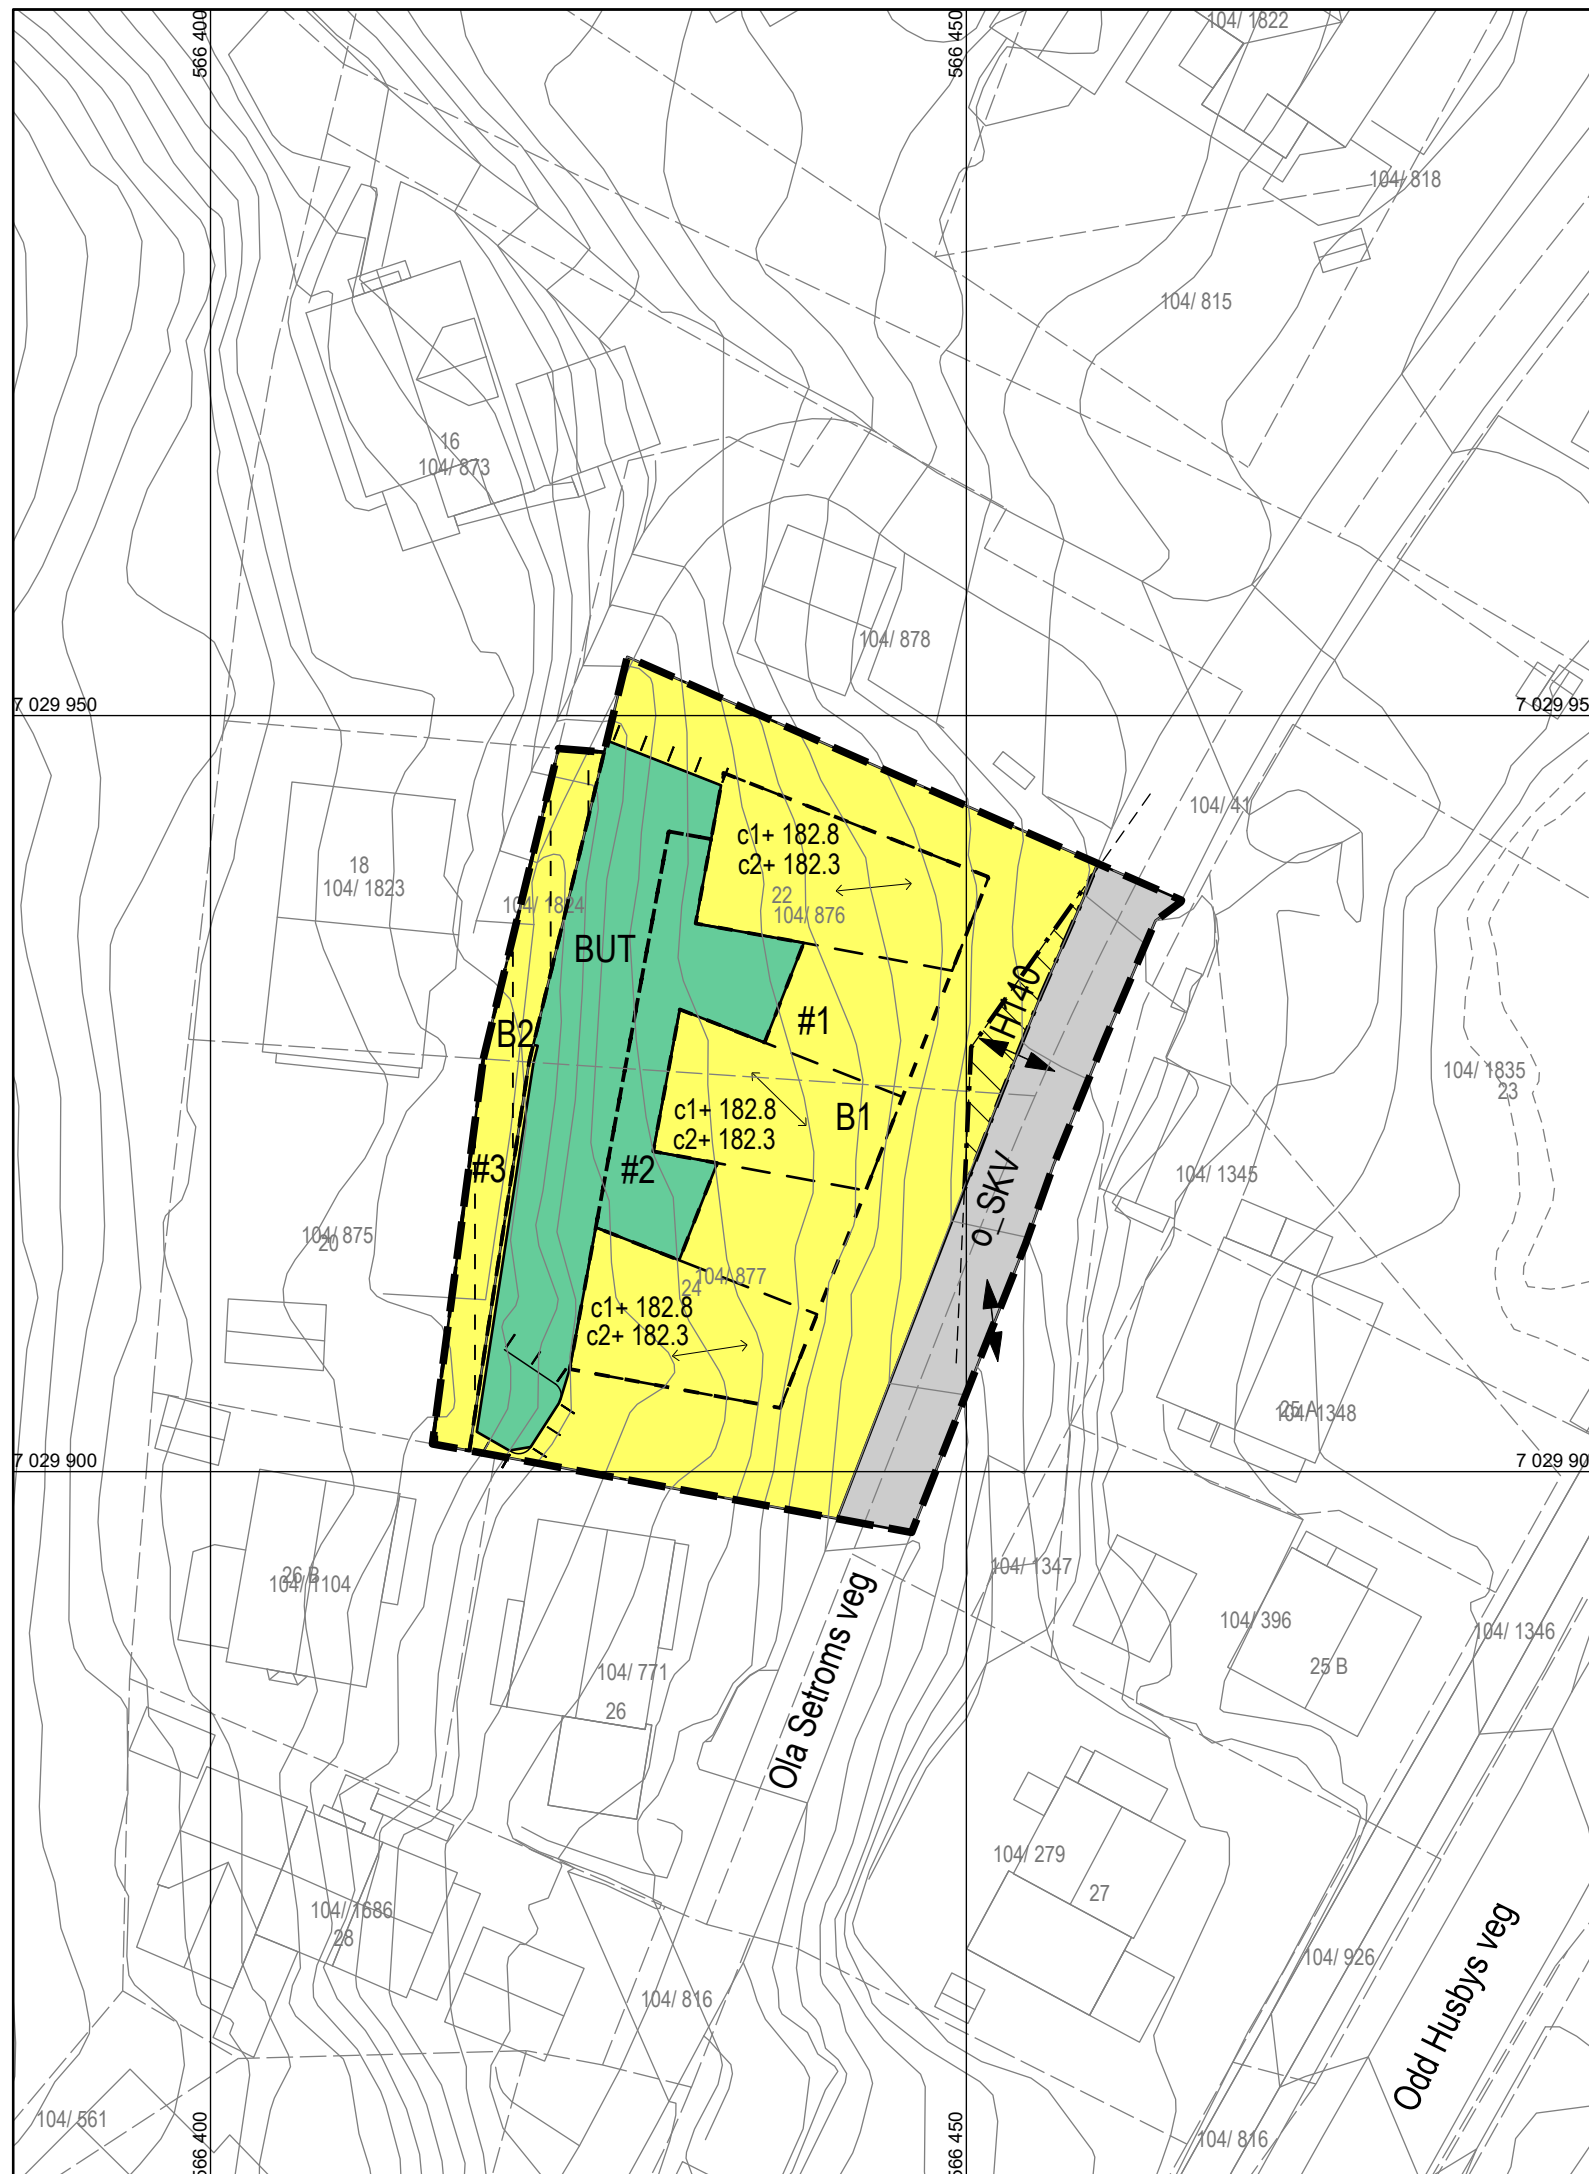 566 400
566 450
104/ 1822
104/ 818
104/ 815
16
104/ 873
104/ 878
7 029 950
7 029 95
104/ 41
c1+ 182.8
c2+ 182.3
18
104/ 1823
22
104/ 876
104/ 1824
BUT
H140
#1
B2
104/ 1835
23
c1+ 182.8
c2+ 182.3
B1
#3
#2
104/ 1345
o_SKV
104/ 875
20
104/ 877
24
c1+ 182.8
c2+ 182.3
25 A
104/ 1348
7 029 900
7 029 90
104/ 1347
26 B
104/ 1104
Ola Setroms veg
104/ 396
104/ 1346
25 B
104/ 771
26
104/ 279
27
104/ 1686
28
104/ 926
Odd Husbys veg
104/ 816
104/ 561
104/ 816
566 400
566 450